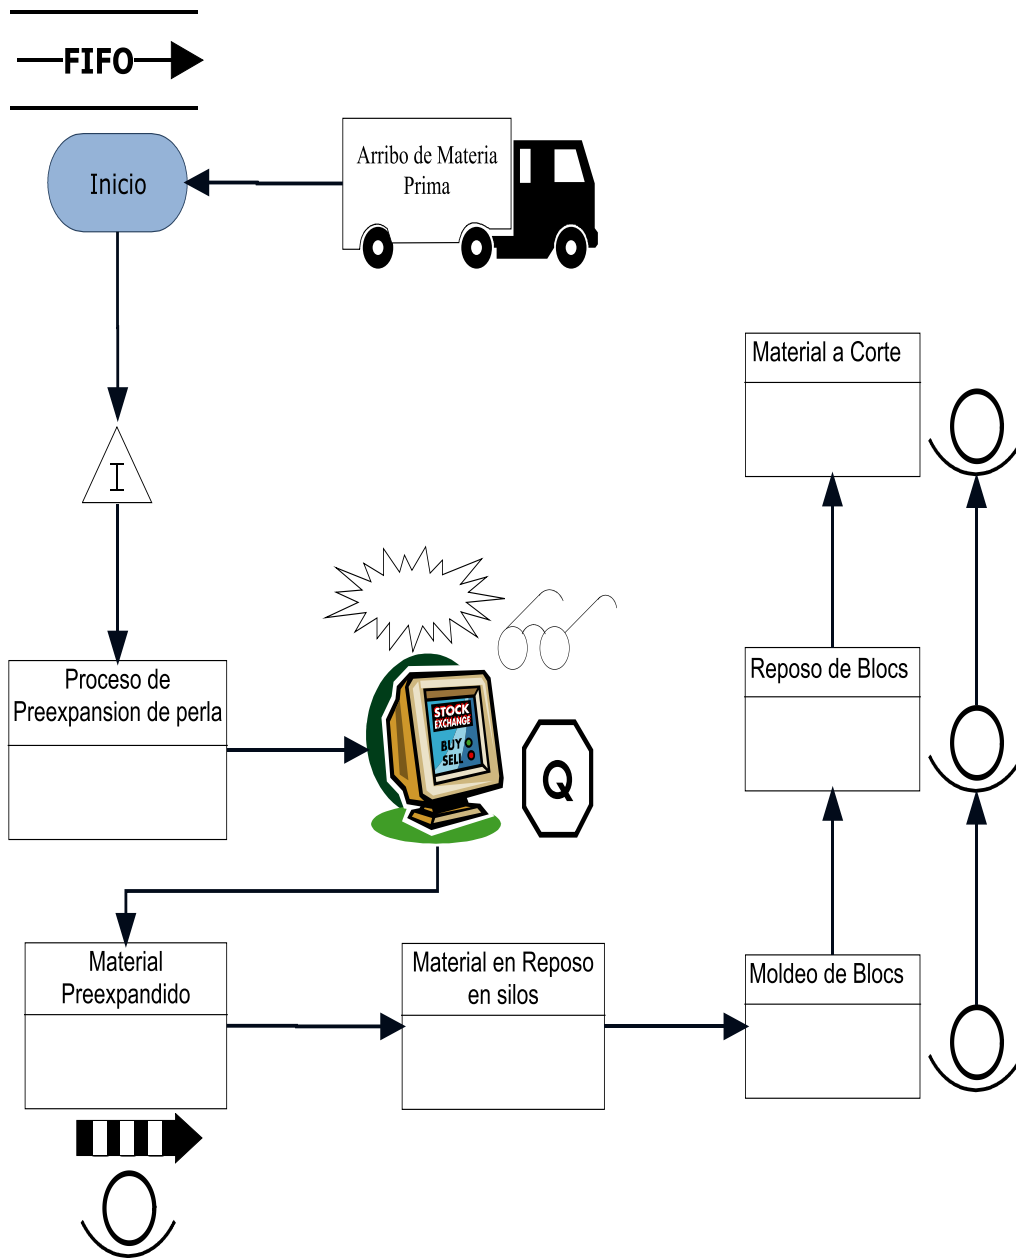 FIFO
Arribo de Materia
Prima
Inicio
Material a Corte
I
Proceso de
Preexpansion de perla
STOCK
EXCHANGE
BUY
SELL
Q
Reposo de Blocs
Material
Preexpandido
Material en Reposo
en silos
Moldeo de Blocs